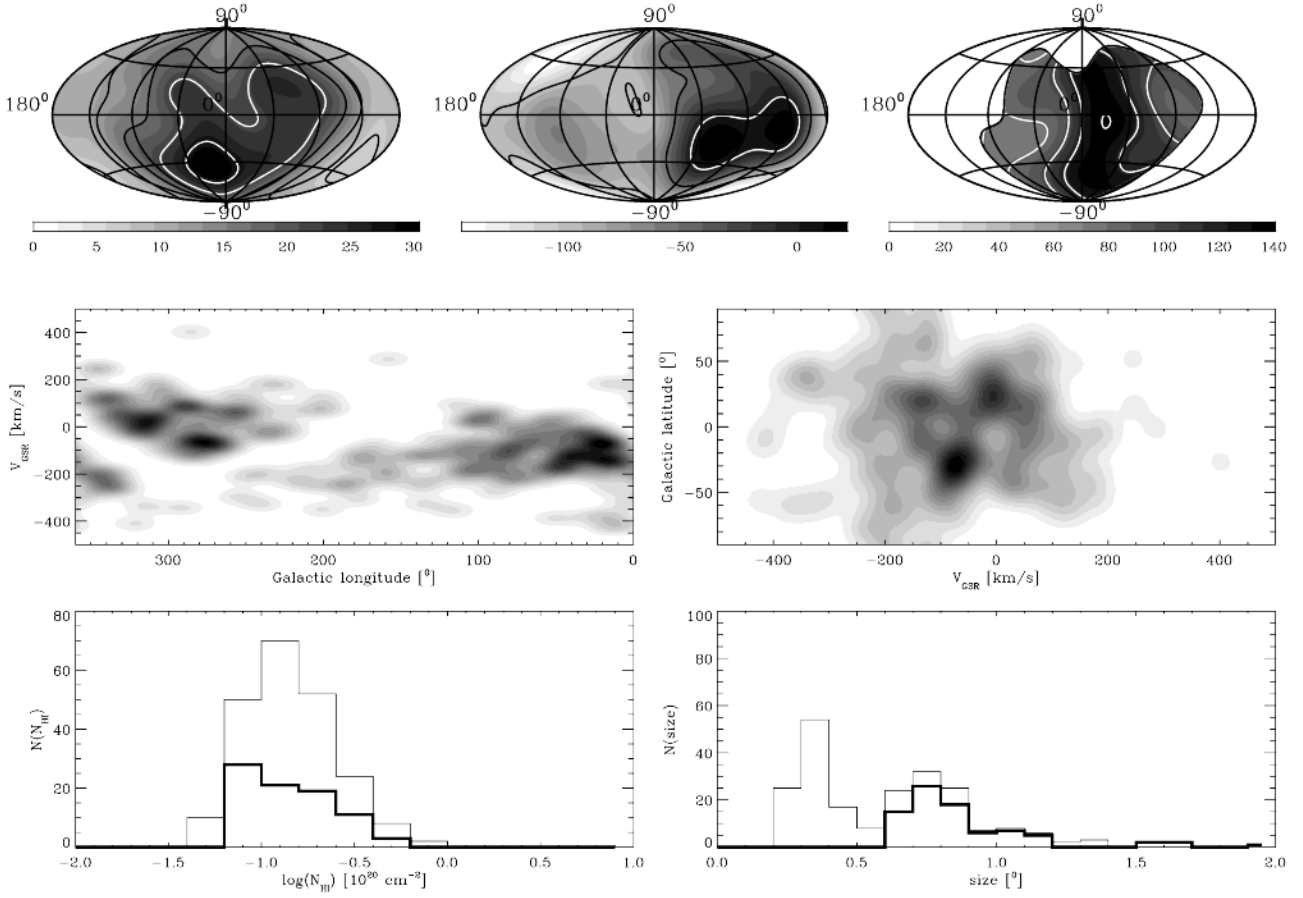 90⁰ 90⁰ 90⁰
180⁰ 0⁰ 180⁰ 0⁰ 180⁰ 0⁰
−90⁰ −90⁰ −90⁰
0 5 10 15 20 25 30 −100 −50 0 0 20 40 60 80 100 120 140
400
200
0
−200
−400
V_GSR [km/s]
300 200 100 0
Galactic longitude [⁰]
50
0
−50
Galactic latitude [⁰]
−400 −200 0 200 400
V_GSR [km/s]
80
60
40
20
0
N(N_HI)
−2.0 −1.5 −1.0 −0.5 0.0 0.5 1.0
log(N_HI) [10²⁰ cm⁻²]
100
80
60
40
20
0
N(size)
0.0 0.5 1.0 1.5 2.0
size [⁰]